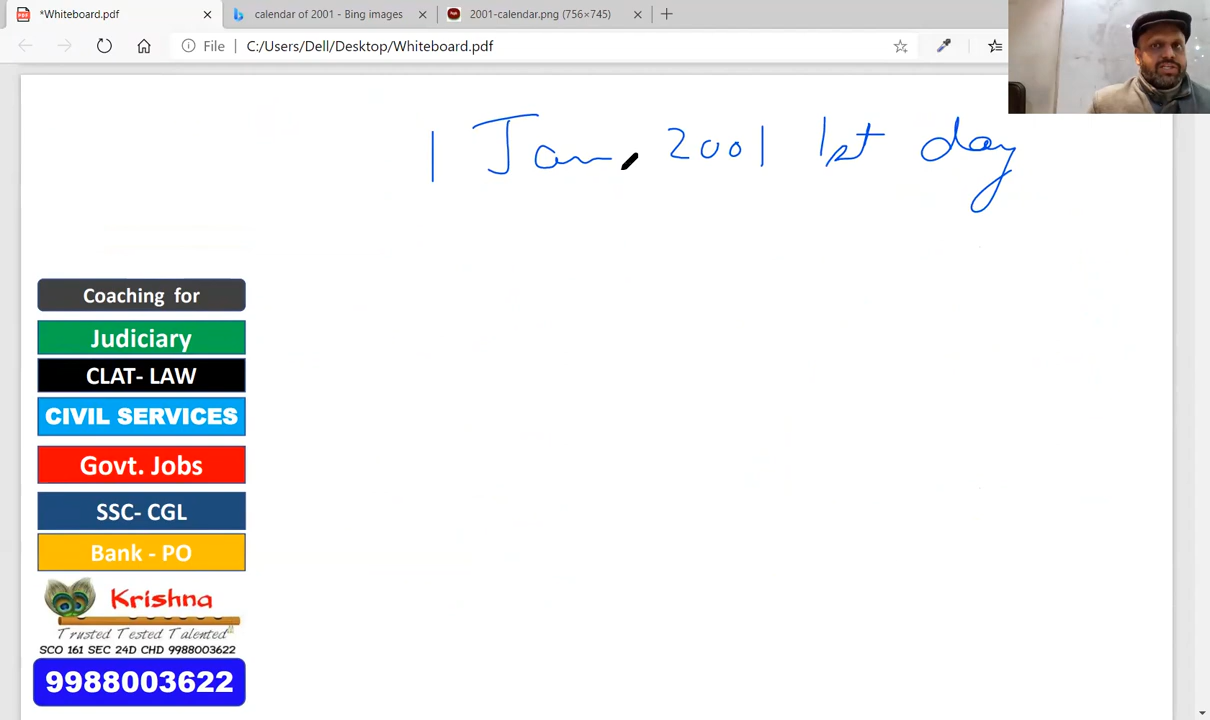 *Whiteboard.pdf
calendar of 2001 - Bing images
2001-calendar.png (756×745)
File C:/Users/Dell/Desktop/Whiteboard.pdf
1 Jan. 2001 1st day
Coaching for
Judiciary
CLAT- LAW
CIVIL SERVICES
Govt. Jobs
SSC- CGL
Bank - PO
Krishna
Trusted Tested Talented
SCO 161 SEC 24D CHD 9988003622
9988003622